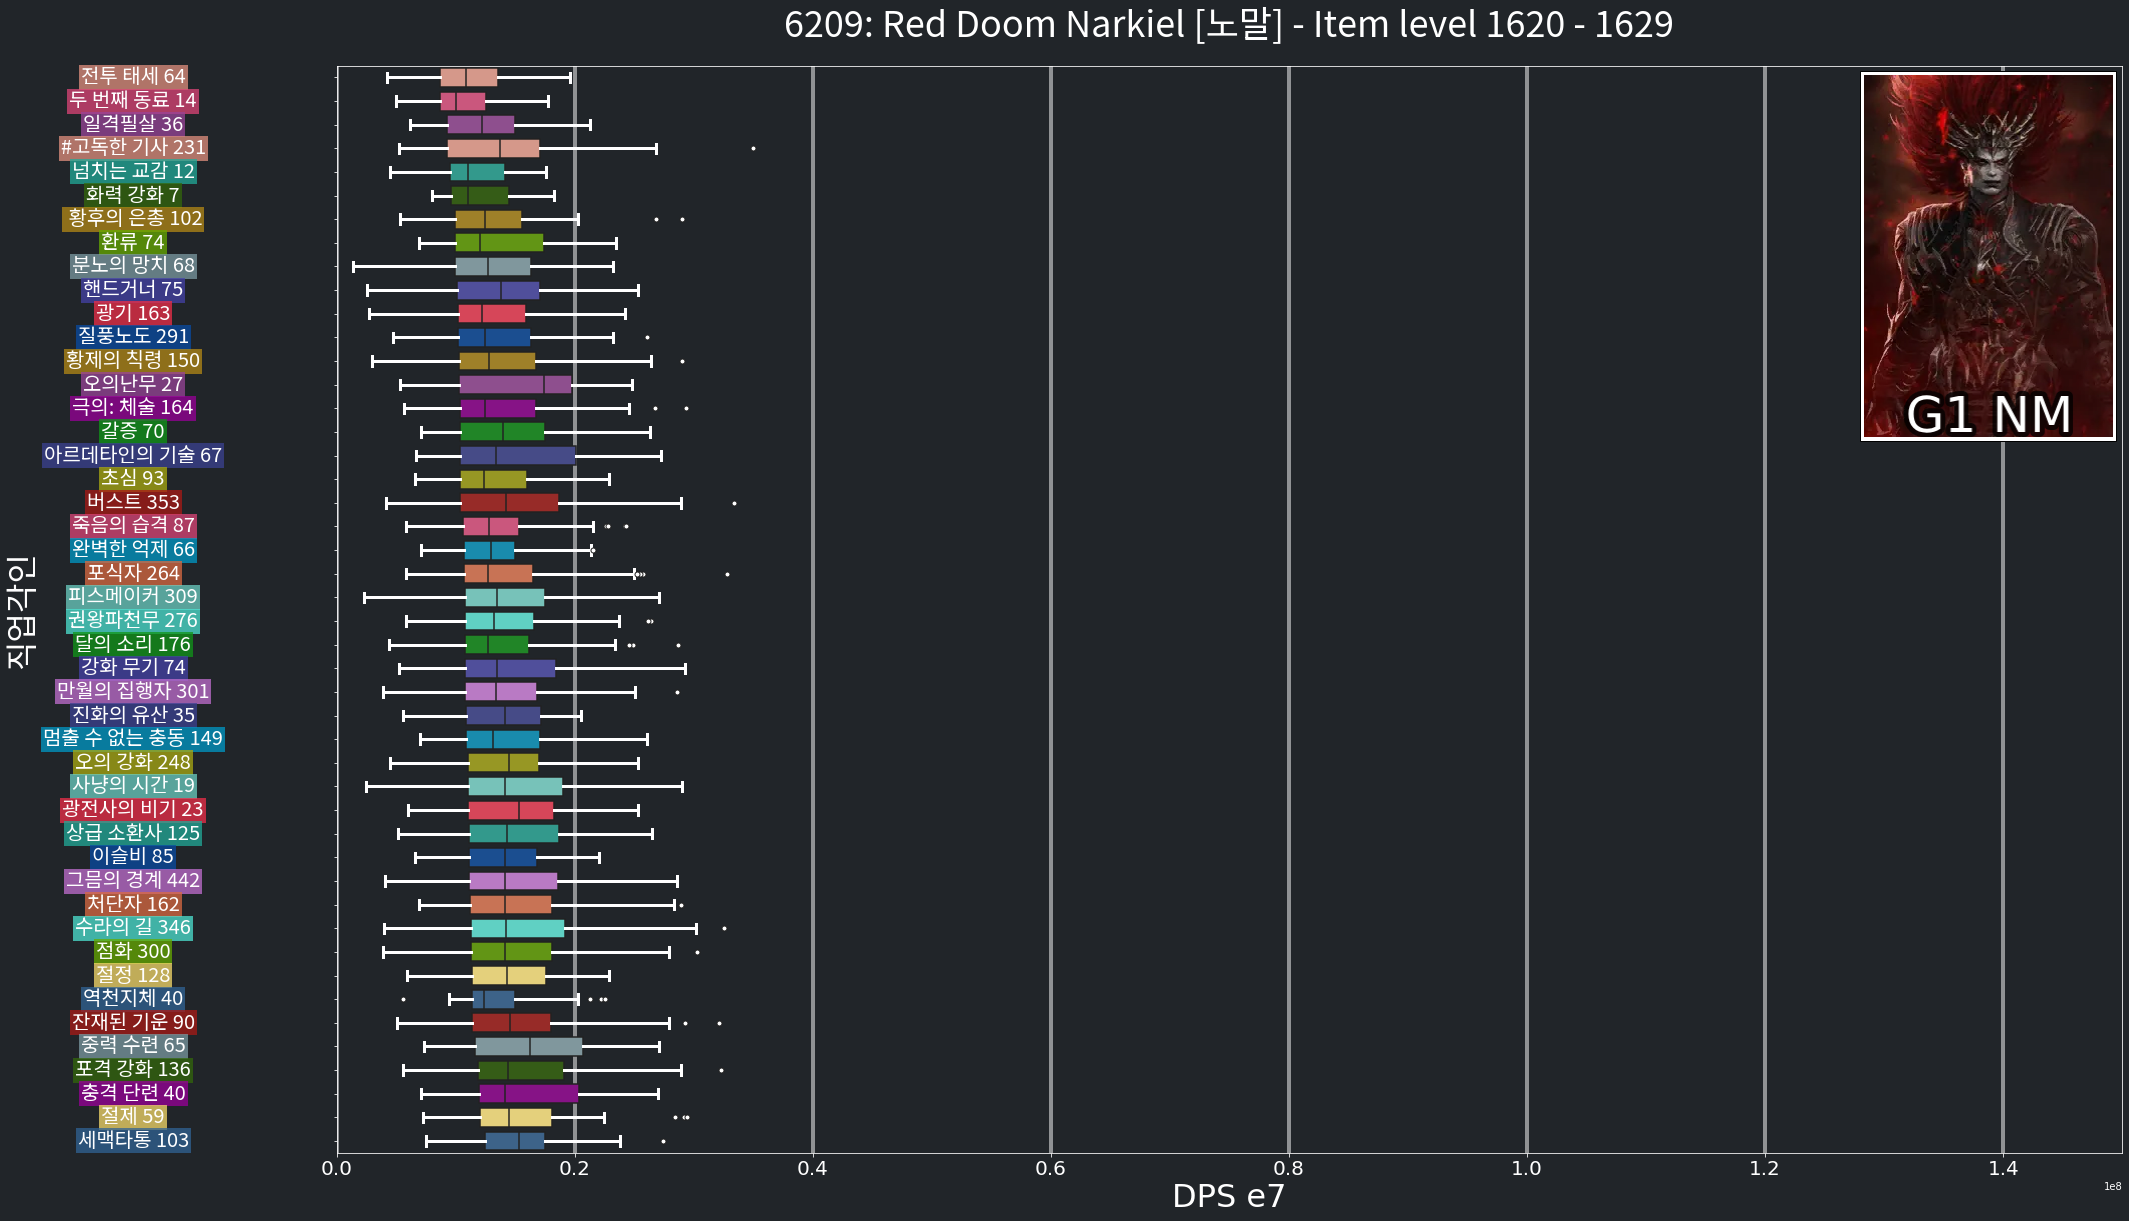 6209: Red Doom Narkiel [노말] - Item level 1620 - 1629
전투 태세 64
두 번째 동료 14
일격필살 36
#고독한 기사 231
넘치는 교감 12
화력 강화 7
황후의 은총 102
환류 74
분노의 망치 68
핸드거너 75
광기 163
질풍노도 291
황제의 칙령 150
오의난무 27
극의: 체술 164
갈증 70
아르데타인의 기술 67
초심 93
버스트 353
죽음의 습격 87
완벽한 억제 66
포식자 264
피스메이커 309
권왕파천무 276
달의 소리 176
강화 무기 74
만월의 집행자 301
진화의 유산 35
멈출 수 없는 충동 149
오의 강화 248
사냥의 시간 19
광전사의 비기 23
상급 소환사 125
이슬비 85
그믐의 경계 442
처단자 162
수라의 길 346
점화 300
절정 128
역천지체 40
잔재된 기운 90
중력 수련 65
포격 강화 136
충격 단련 40
절제 59
세맥타통 103
직업각인
G1 NM
0.0 0.2 0.4 0.6 0.8 1.0 1.2 1.4
1e8
DPS e7